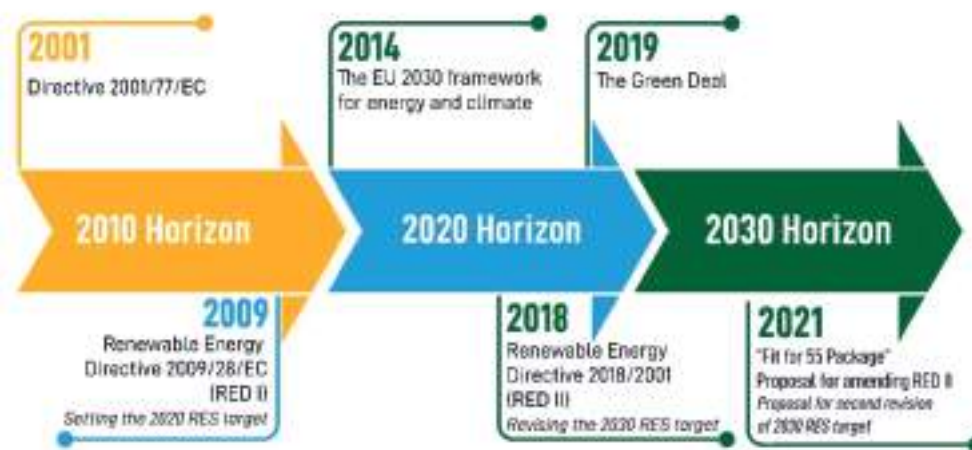 2001
Directive 2001/77/EC
2014
The EU 2030 framework
for energy and climate
2019
The Green Deal
2010 Horizon
2020 Horizon
2030 Horizon
2009
Renewable Energy
Directive 2009/28/EC
(RED I)
Setting the 2020 RES target
2018
Renewable Energy
Directive 2018/2001
(RED II)
Revising the 2030 RES target
2021
"Fit for 55 Package"
Proposal for amending RED II
Proposal for second revision
of 2030 RES target